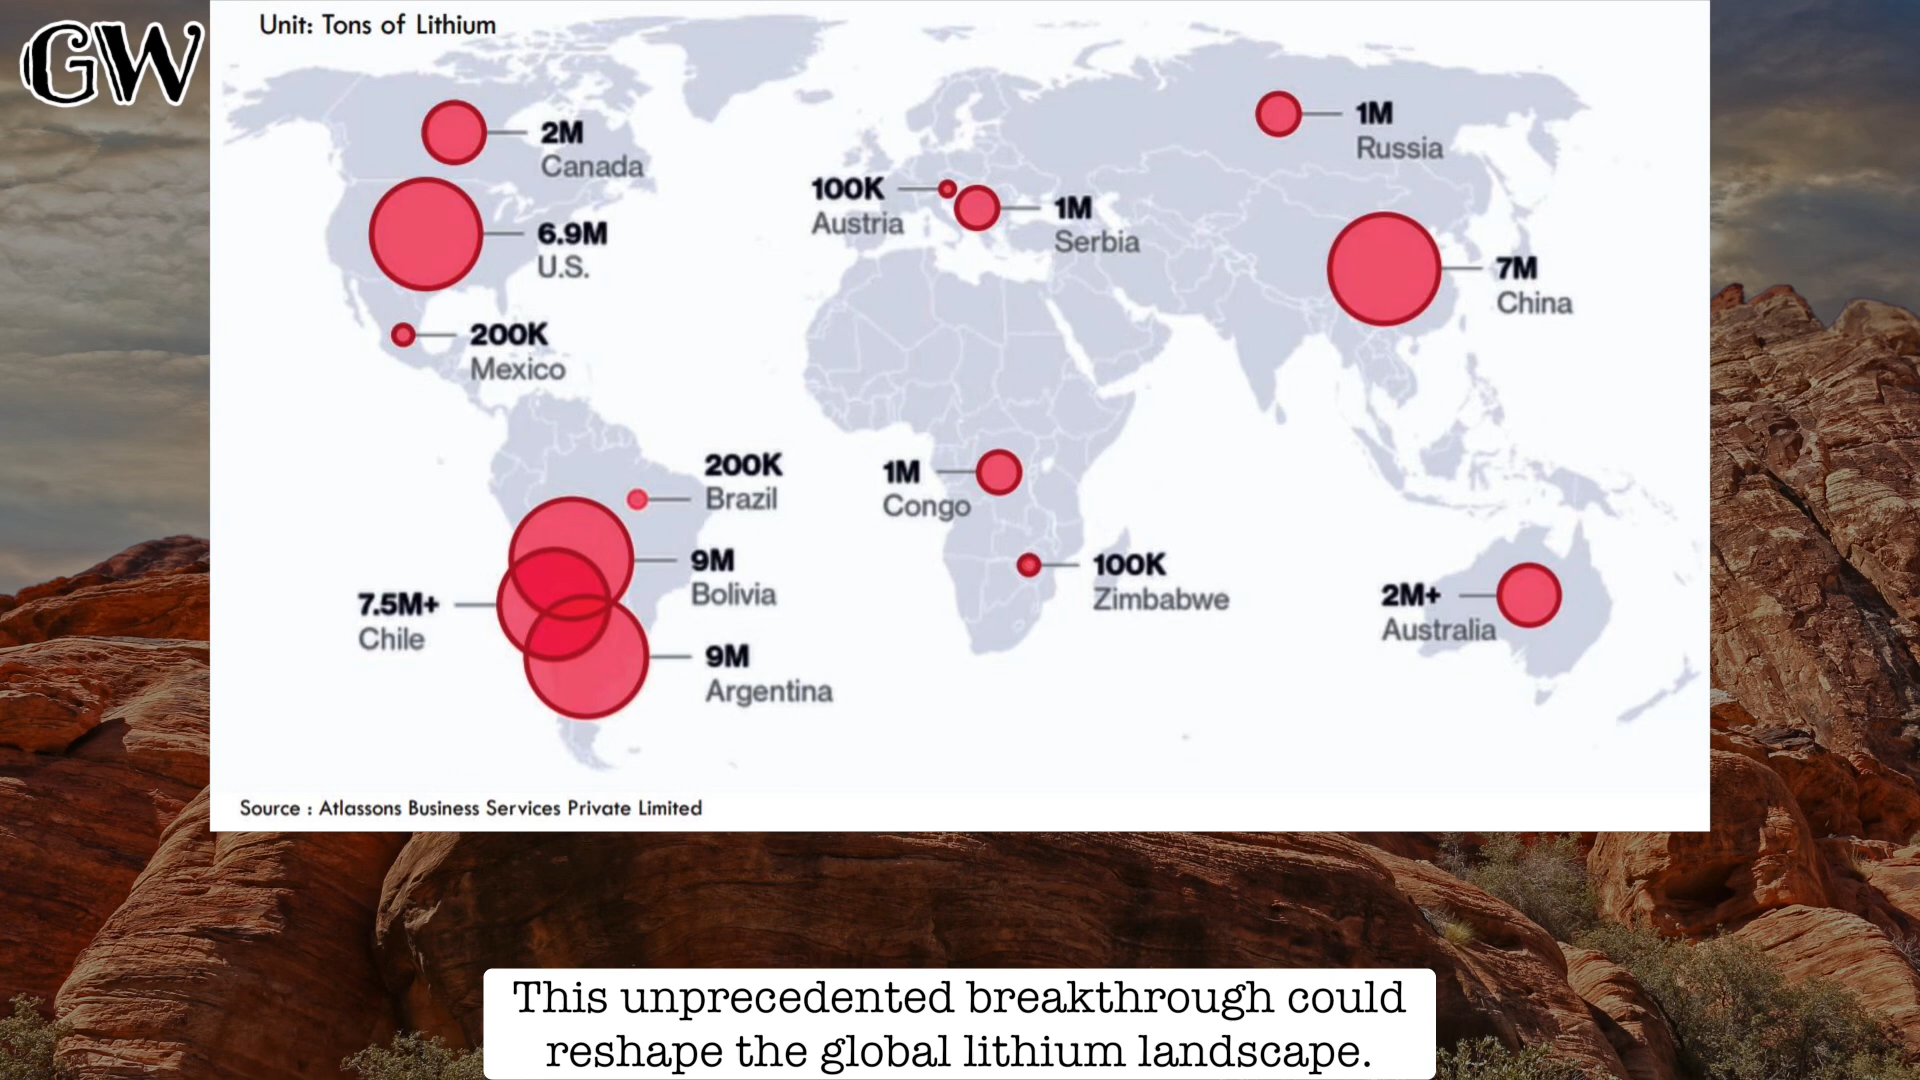 GW
Unit: Tons of Lithium
2M
Canada
6.9M
U.S.
200K
Mexico
200K
Brazil
9M
Bolivia
7.5M+
Chile
9M
Argentina
100K
Austria
1M
Serbia
1M
Congo
100K
Zimbabwe
1M
Russia
7M
China
2M+
Australia
Source : Atlassons Business Services Private Limited
This unprecedented breakthrough could
reshape the global lithium landscape.